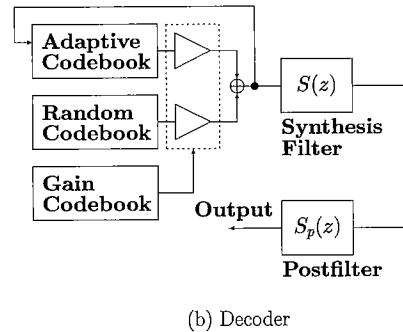 Adaptive
Codebook
Random
Codebook
Gain
Codebook
S(z)
Synthesis
Filter
Output
S_p(z)
Postfilter
(b) Decoder